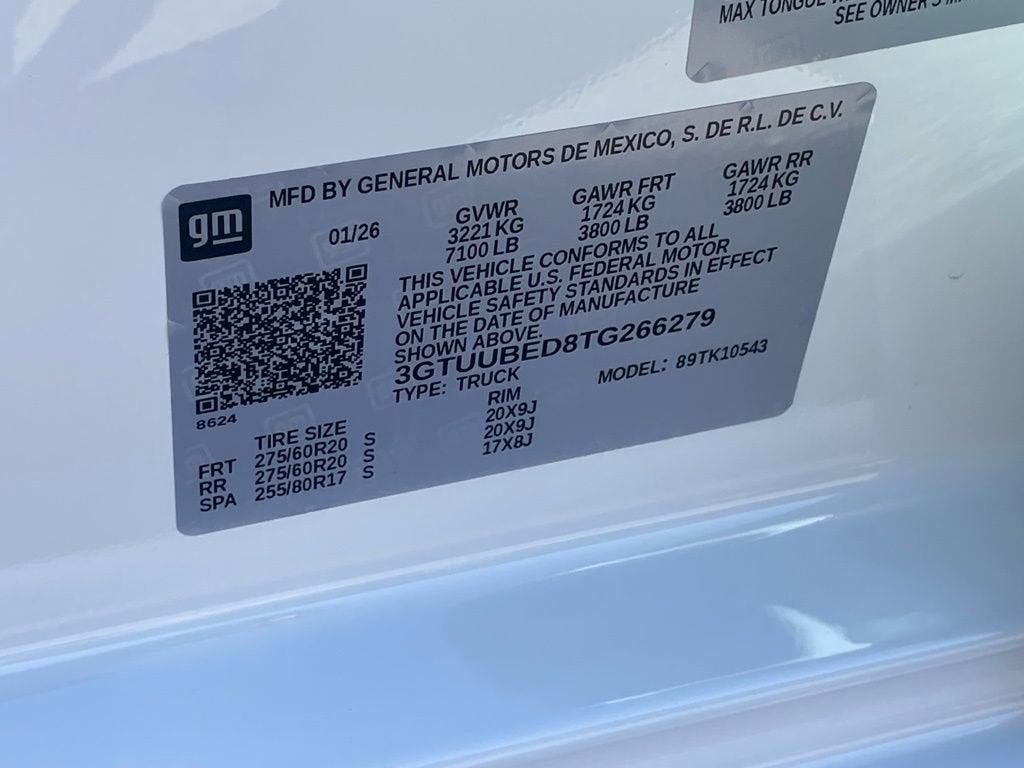 MAX TONGUE
SEE OWNER'S
gm
MFD BY GENERAL MOTORS DE MEXICO, S. DE R.L. DE C.V.
01/26
GVWR
3221 KG
7100 LB
GAWR FRT
1724 KG
3800 LB
GAWR RR
1724 KG
3800 LB
THIS VEHICLE CONFORMS TO ALL
APPLICABLE U.S. FEDERAL MOTOR
VEHICLE SAFETY STANDARDS IN EFFECT
ON THE DATE OF MANUFACTURE
SHOWN ABOVE.
3GTUUBED8TG266279
TYPE: TRUCK
MODEL: 89TK10543
8624
TIRE SIZE RIM
FRT 275/60R20 S 20X9J
RR 275/60R20 S 20X9J
SPA 255/80R17 S 17X8J